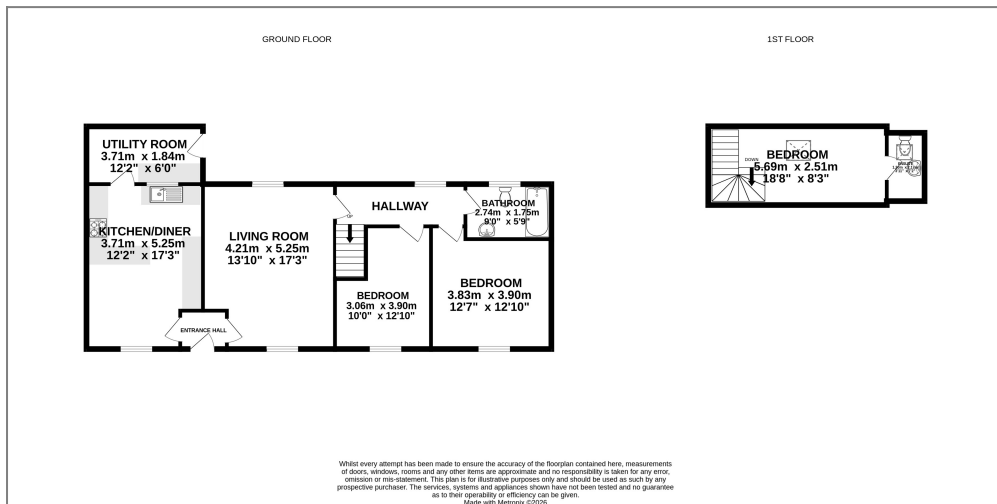 GROUND FLOOR
1ST FLOOR
UTILITY ROOM
3.71m x 1.84m
12'2" x 6'0"
KITCHEN/DINER
3.71m x 5.25m
12'2" x 17'3"
LIVING ROOM
4.21m x 5.25m
13'10" x 17'3"
ENTRANCE HALL
HALLWAY
BATHROOM
2.74m x 1.75m
9'0" x 5'9"
BEDROOM
3.06m x 3.90m
10'0" x 12'10"
BEDROOM
3.83m x 3.90m
12'7" x 12'10"
DOWN
BEDROOM
5.69m x 2.51m
18'8" x 8'3"
Whilst every attempt has been made to ensure the accuracy of the floorplan contained here, measurements
of doors, windows, rooms and any other items are approximate and no responsibility is taken for any error,
omission or mis-statement. This plan is for illustrative purposes only and should be used as such by any
prospective purchaser. The services, systems and appliances shown have not been tested and no guarantee
as to their operability or efficiency can be given.
Made with Metropix ©2026